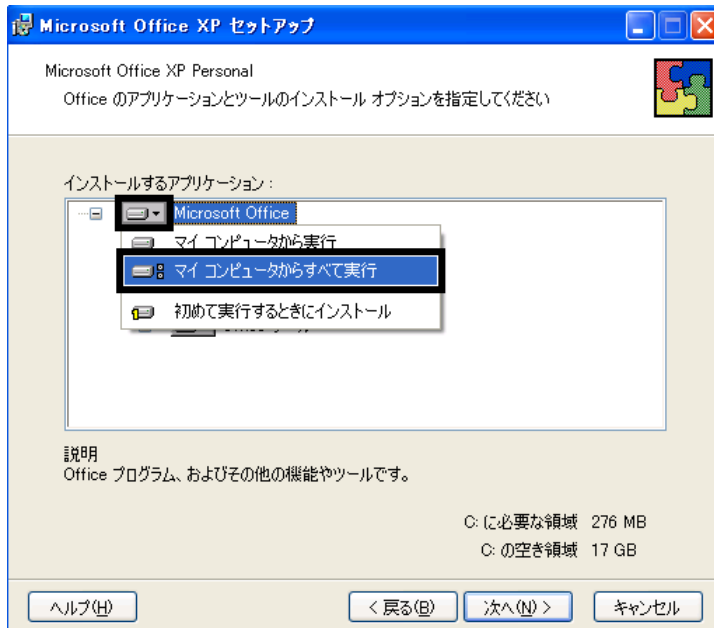 Microsoft Office XP セットアップ
Microsoft Office XP Personal
Office のアプリケーションとツールのインストール オプションを指定してください
インストールするアプリケーション :
Microsoft Office
マイ コンピュータから実行
マイ コンピュータからすべて実行
初めて実行するときにインストール
説明
Office プログラム、およびその他の機能やツールです。
C: に必要な領域 276 MB
C: の空き領域 17 GB
ヘルプ(H) < 戻る(B) 次へ(N) > キャンセル